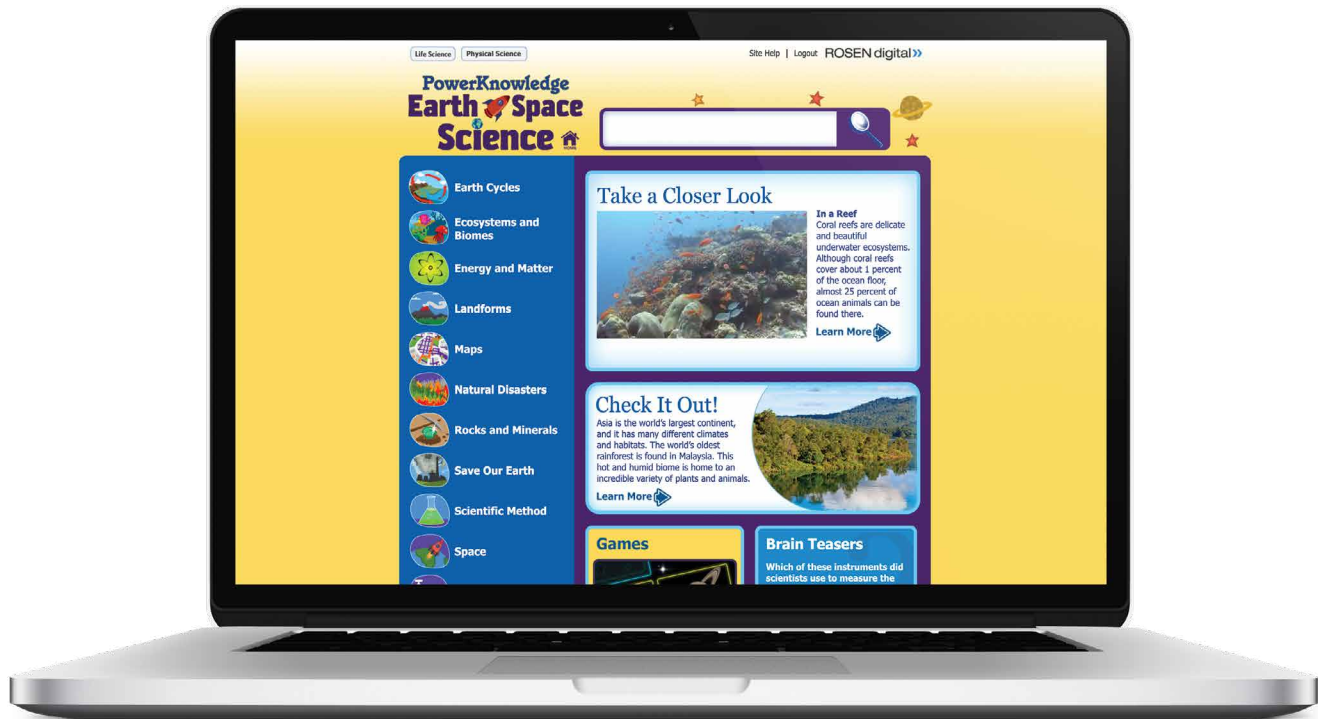 Life Science Physical Science
Site Help | Logout ROSEN digital»
PowerKnowledge
Earth Space
Science
HOME
Earth Cycles
Ecosystems and
Biomes
Energy and Matter
Landforms
Maps
Natural Disasters
Rocks and Minerals
Save Our Earth
Scientific Method
Space
Take a Closer Look
In a Reef
Coral reefs are delicate
and beautiful
underwater ecosystems.
Although coral reefs
cover about 1 percent
of the ocean floor,
almost 25 percent of
ocean animals can be
found there.
Learn More
Check It Out!
Asia is the world's largest continent,
and it has many different climates
and habitats. The world's oldest
rainforest is found in Malaysia. This
hot and humid biome is home to an
incredible variety of plants and animals.
Learn More
Games
Brain Teasers
Which of these instruments did
scientists use to measure the